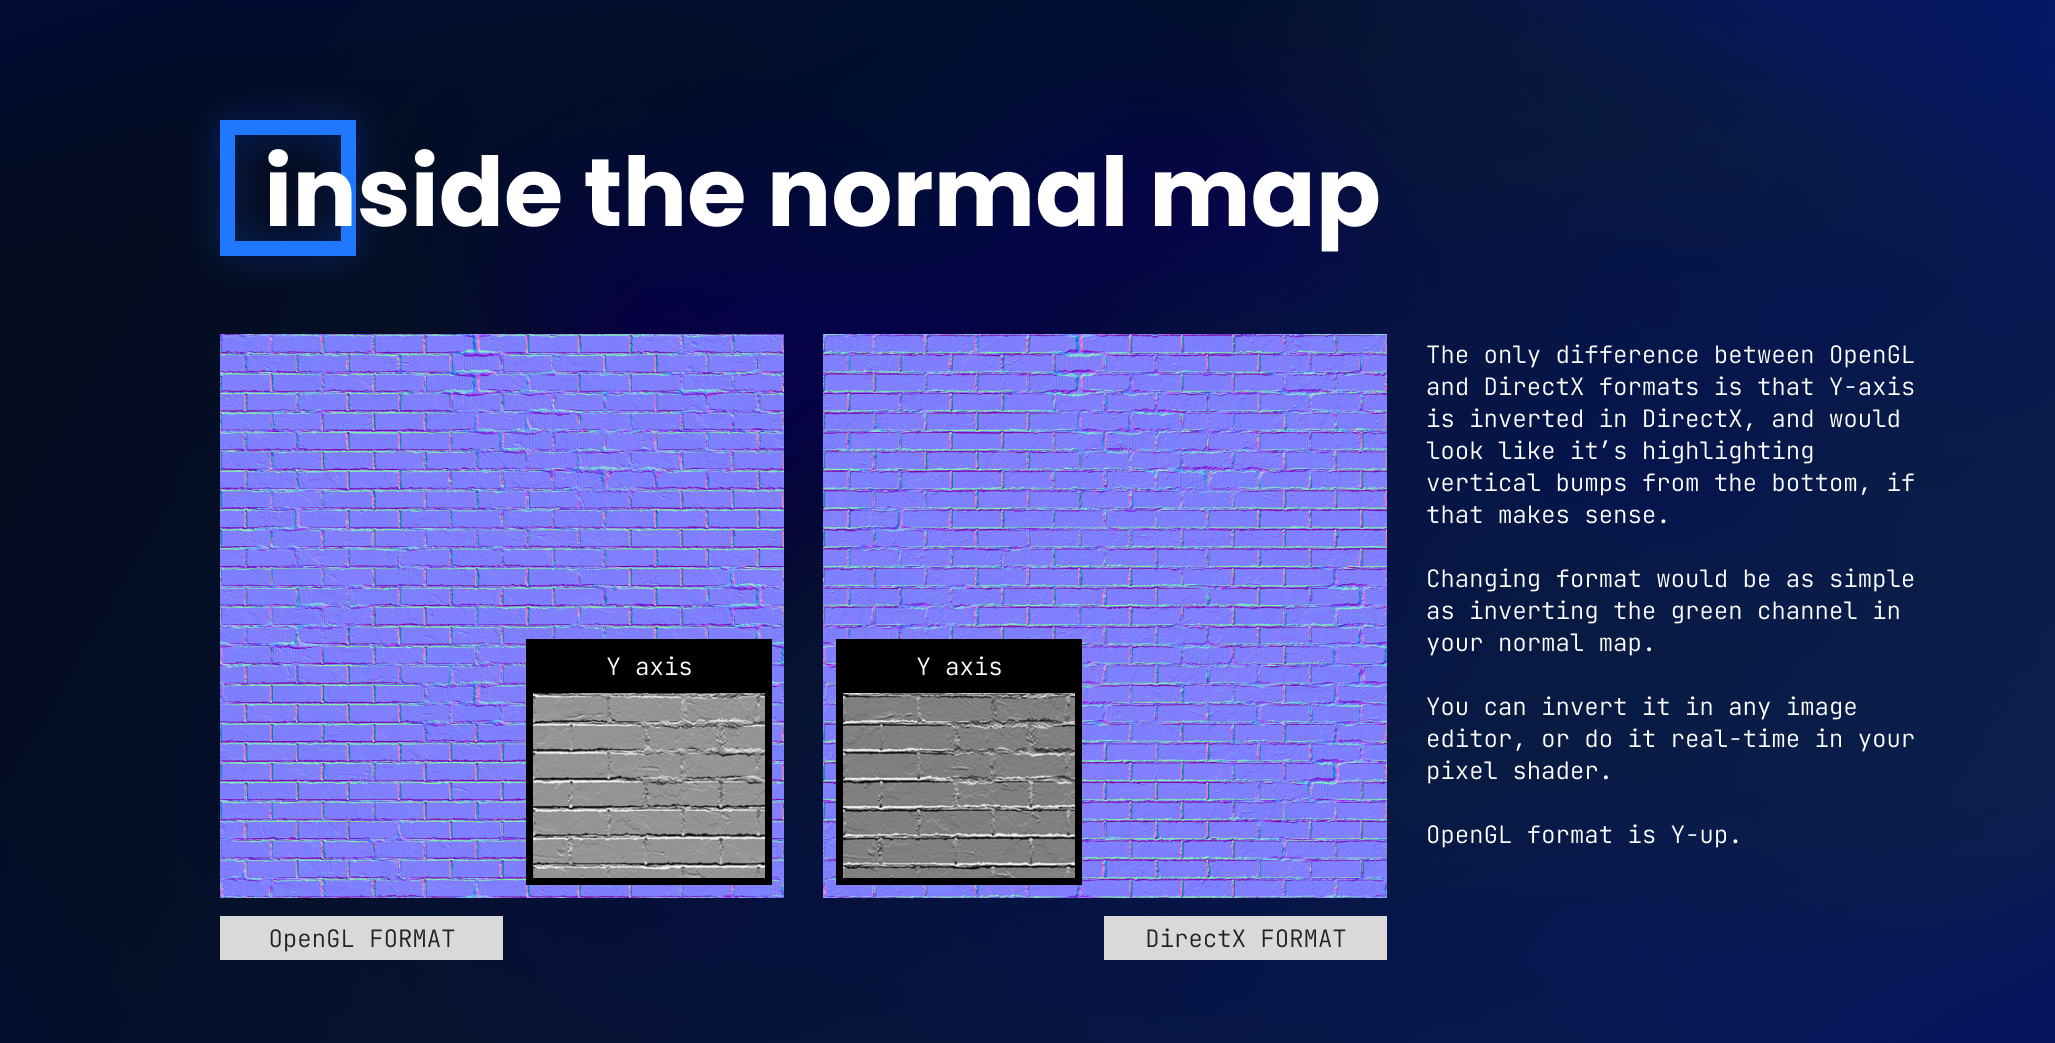 inside the normal map
Y axis
Y axis
OpenGL FORMAT
DirectX FORMAT
The only difference between OpenGL
and DirectX formats is that Y-axis
is inverted in DirectX, and would
look like it’s highlighting
vertical bumps from the bottom, if
that makes sense.
Changing format would be as simple
as inverting the green channel in
your normal map.
You can invert it in any image
editor, or do it real-time in your
pixel shader.
OpenGL format is Y-up.